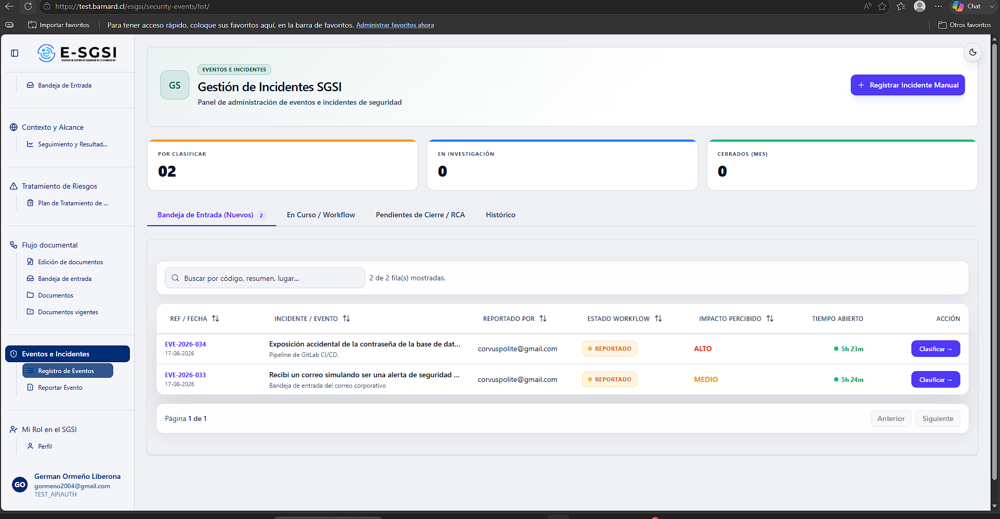 https://test.barnard.cl/esgsi/security-events/list/
Chat
Importar favoritos
Para tener acceso rápido, coloque sus favoritos aquí, en la barra de favoritos. Administrar favoritos ahora
Otros favoritos
E-SGSI
SISTEMAS DE GESTIÓN DE SEGURIDAD DE LA INFORMACIÓN
Bandeja de Entrada
Contexto y Alcance
Seguimiento y Resultad...
Tratamiento de Riesgos
Plan de Tratamiento de ...
Flujo documental
Edición de documentos
Bandeja de entrada
Documentos
Documentos vigentes
Eventos e Incidentes
Registro de Eventos
Reportar Evento
Mi Rol en el SGSI
Perfil
GO
German Ormeño Liberona
gormeno2004@gmail.com
TEST_APIAUTH
GS
EVENTOS E INCIDENTES
Gestión de Incidentes SGSI
Panel de administración de eventos e incidentes de seguridad
+ Registrar Incidente Manual
POR CLASIFICAR
02
EN INVESTIGACIÓN
0
CERRADOS (MES)
0
Bandeja de Entrada (Nuevos) 2
En Curso / Workflow
Pendientes de Cierre / RCA
Histórico
Buscar por código, resumen, lugar...
2 de 2 fila(s) mostradas.
REF / FECHA INCIDENTE / EVENTO REPORTADO POR ESTADO WORKFLOW IMPACTO PERCIBIDO TIEMPO ABIERTO ACCIÓN
EVE-2026-034
17-08-2026
Exposición accidental de la contraseña de la base de dat...
Pipeline de GitLab CI/CD.
corvuspolite@gmail.com
REPORTADO
ALTO
5h 23m
Clasificar →
EVE-2026-033
17-08-2026
Recibí un correo simulando ser una alerta de seguridad ...
Bandeja de entrada del correo corporativo
corvuspolite@gmail.com
REPORTADO
MEDIO
5h 24m
Clasificar →
Página 1 de 1
Anterior
Siguiente